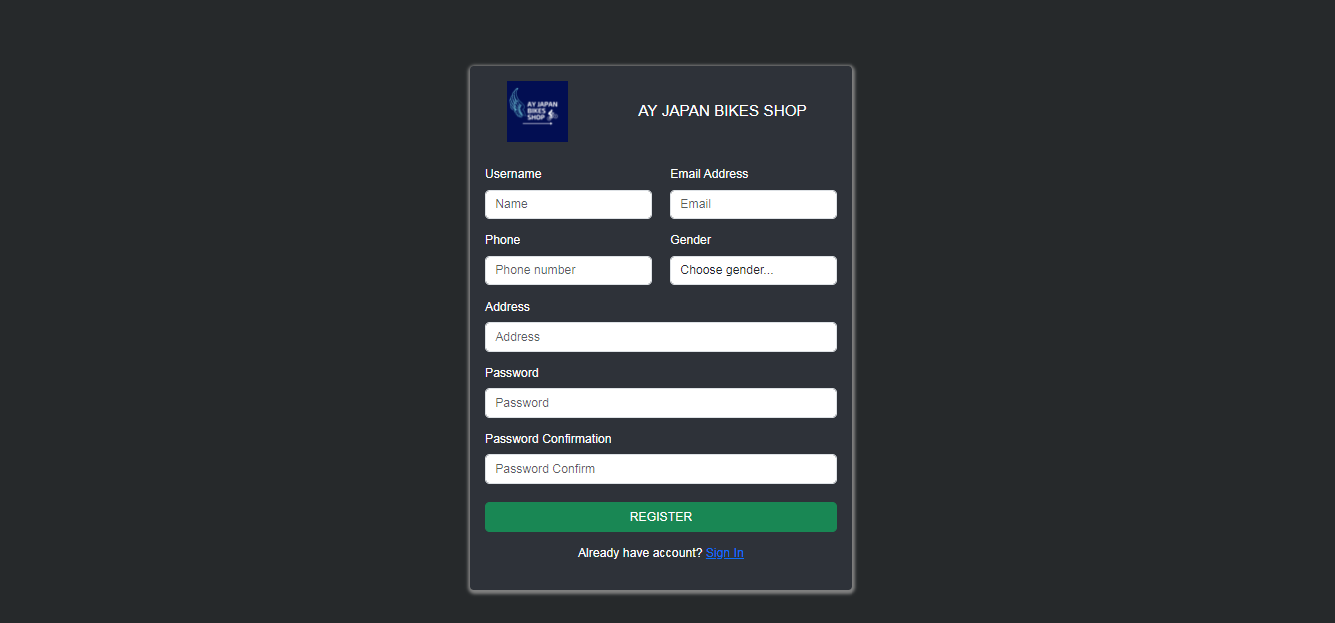 AY JAPAN
BIKES
SHOP
AY JAPAN BIKES SHOP
Username
Email Address
Name
Email
Phone
Gender
Phone number
Choose gender...
Address
Address
Password
Password
Password Confirmation
Password Confirm
REGISTER
Already have account? Sign In